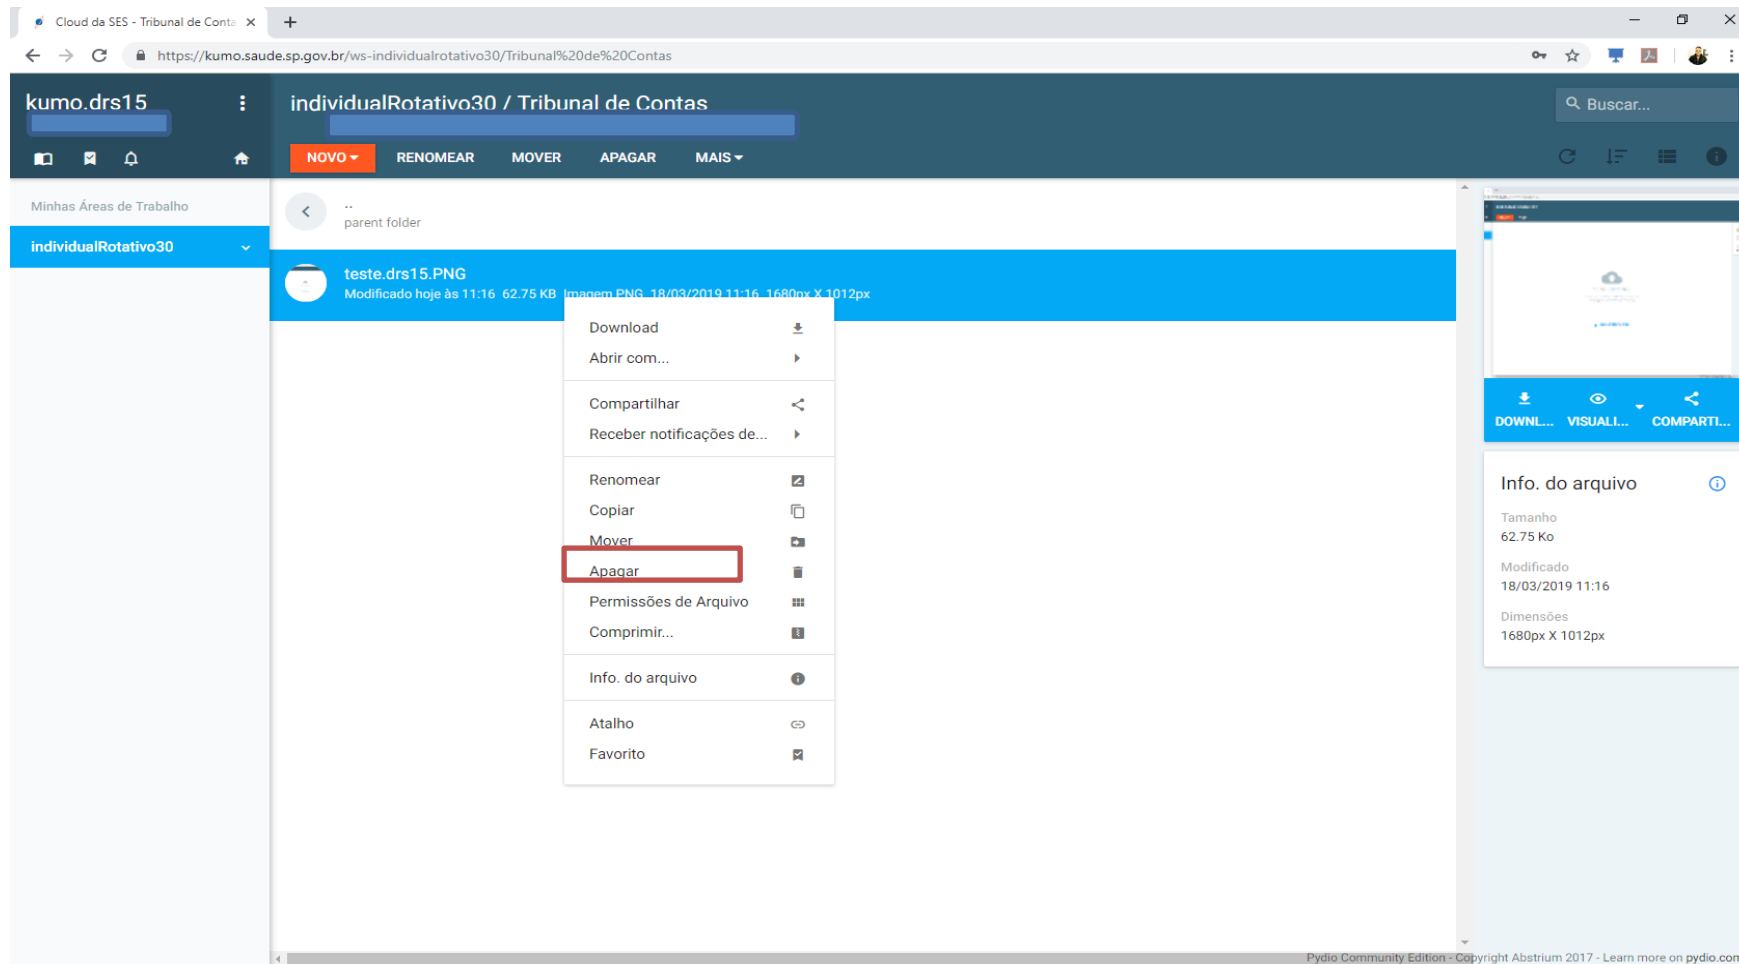 Cloud da SES - Tribunal de Conta
https://kumo.saude.sp.gov.br/ws-individualrotativo30/Tribunal%20de%20Contas
kumo.drs15
individualRotativo30 / Tribunal de Contas
Buscar...
NOVO RENOMEAR MOVER APAGAR MAIS
Minhas Áreas de Trabalho
individualRotativo30
..
parent folder
teste.drs15.PNG
Modificado hoje às 11:16 62.75 KB Imagem PNG 18/03/2019 11:16 1680px X 1012px
Download
Abrir com...
Compartilhar
Receber notificações de...
Renomear
Copiar
Mover
Apagar
Permissões de Arquivo
Comprimir...
Info. do arquivo
Atalho
Favorito
DOWNL... VISUALI... COMPARTI...
Info. do arquivo
Tamanho
62.75 Ko
Modificado
18/03/2019 11:16
Dimensões
1680px X 1012px
Pydio Community Edition - Copyright Abstrium 2017 - Learn more on pydio.com